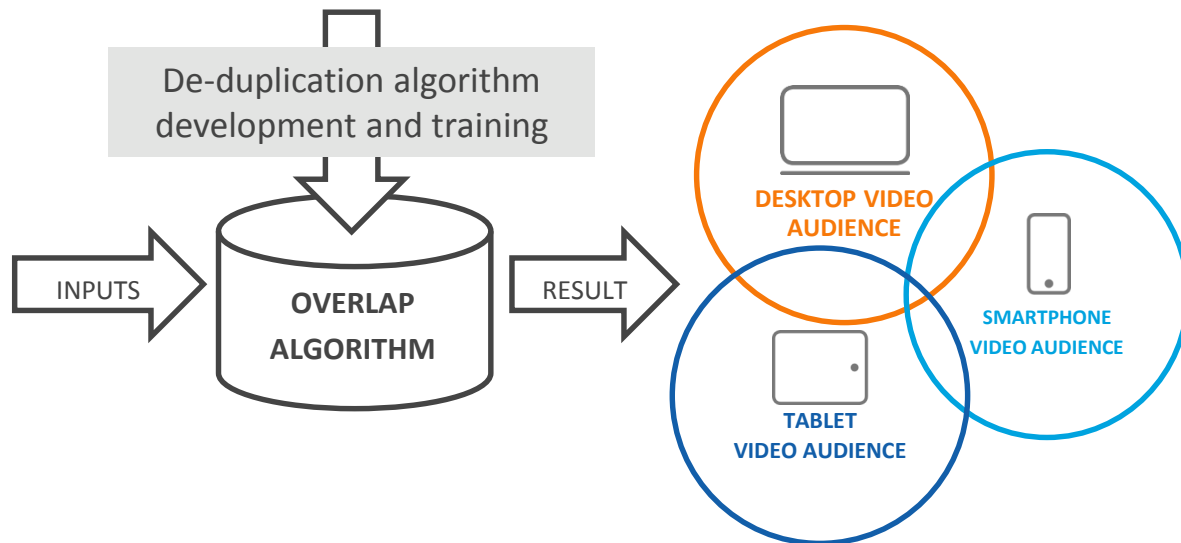 De-duplication algorithm
development and training
INPUTS
OVERLAP
ALGORITHM
RESULT
DESKTOP VIDEO
AUDIENCE
SMARTPHONE
VIDEO AUDIENCE
TABLET
VIDEO AUDIENCE